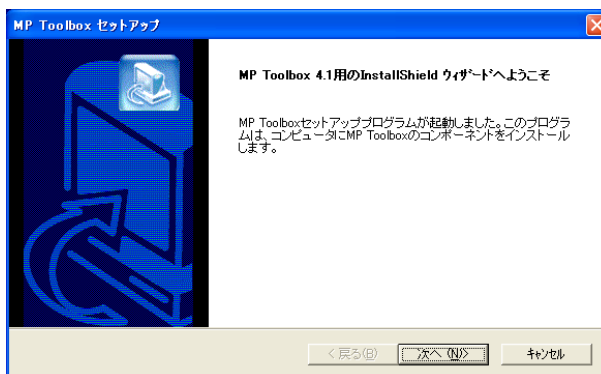 MP Toolbox セットアップ
MP Toolbox 4.1用のInstallShield ウィザードへようこそ
MP Toolboxセットアッププログラムが起動しました。このプログラ
ムは、コンピュータにMP Toolboxのコンポーネントをインストール
します。
< 戻る(B)
次へ (N)>
キャンセル